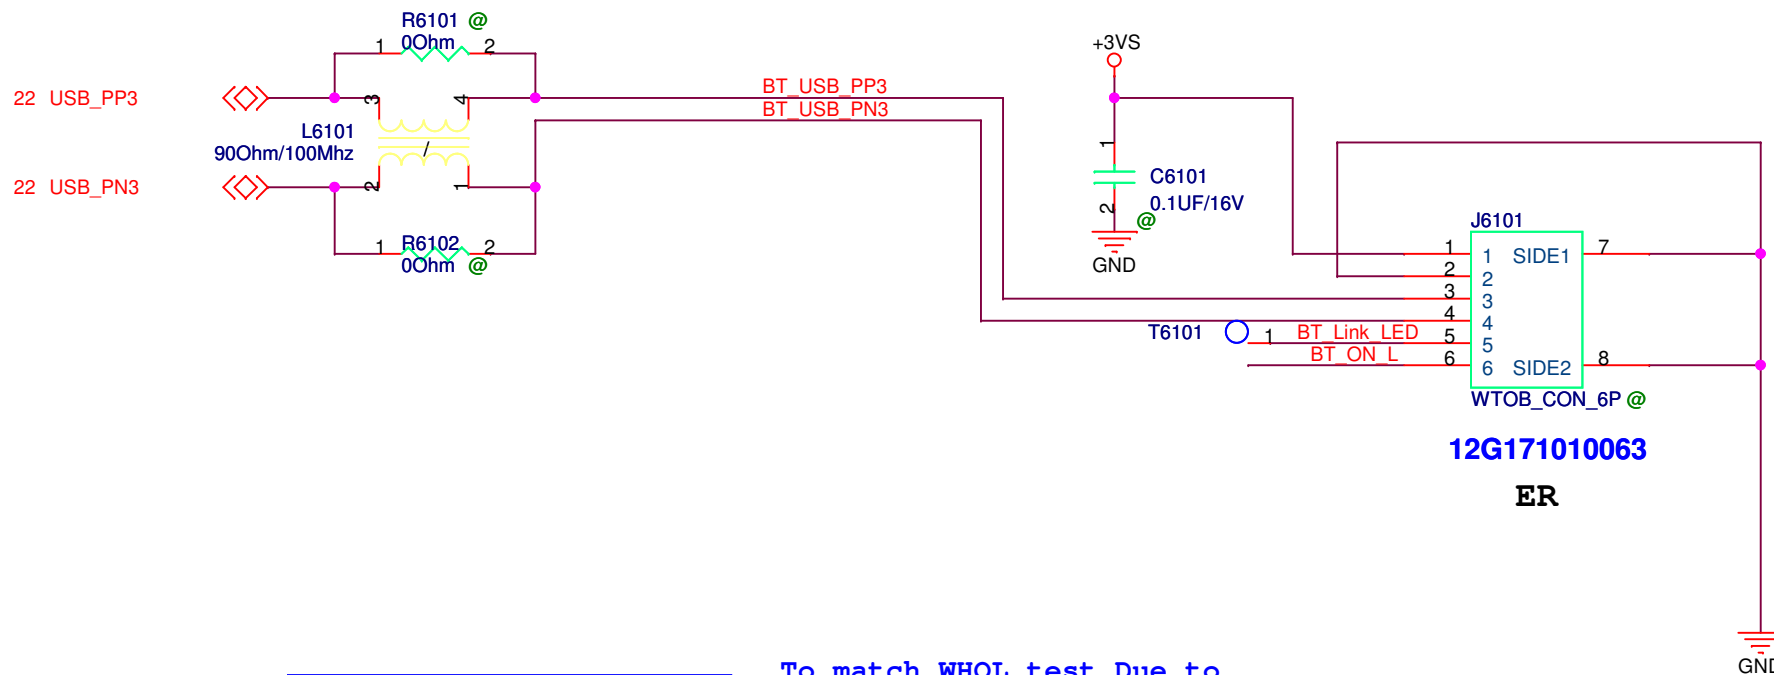 R6101 @
0Ohm
1 2
22 USB_PP3
3 4
L6101
90Ohm/100Mhz
/
22 USB_PN3
2 1
R6102
1 2
0Ohm @
BT_USB_PP3
BT_USB_PN3
+3VS
1
C6101
0.1UF/16V
2
@
GND
J6101
1 1 SIDE1 7
2 2
3 3
4 4
T6101 1 BT_Link_LED 5 5
BT_ON_L 6 6 SIDE2 8
WTOB_CON_6P @
12G171010063
ER
GND
To match WHQL test Due to